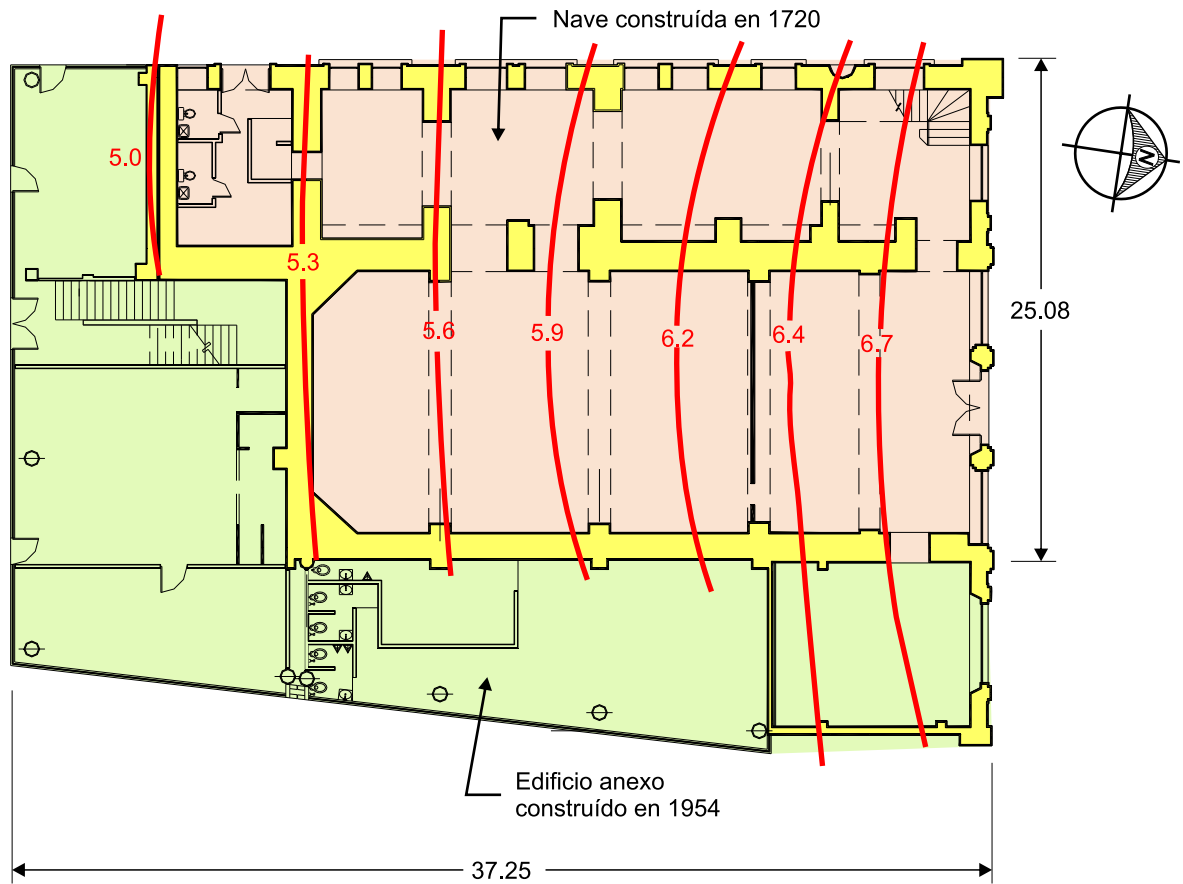 Nave construída en 1720
5.0
N
5.3
5.6
5.9
6.2
6.4
6.7
25.08
Edificio anexo
construído en 1954
37.25